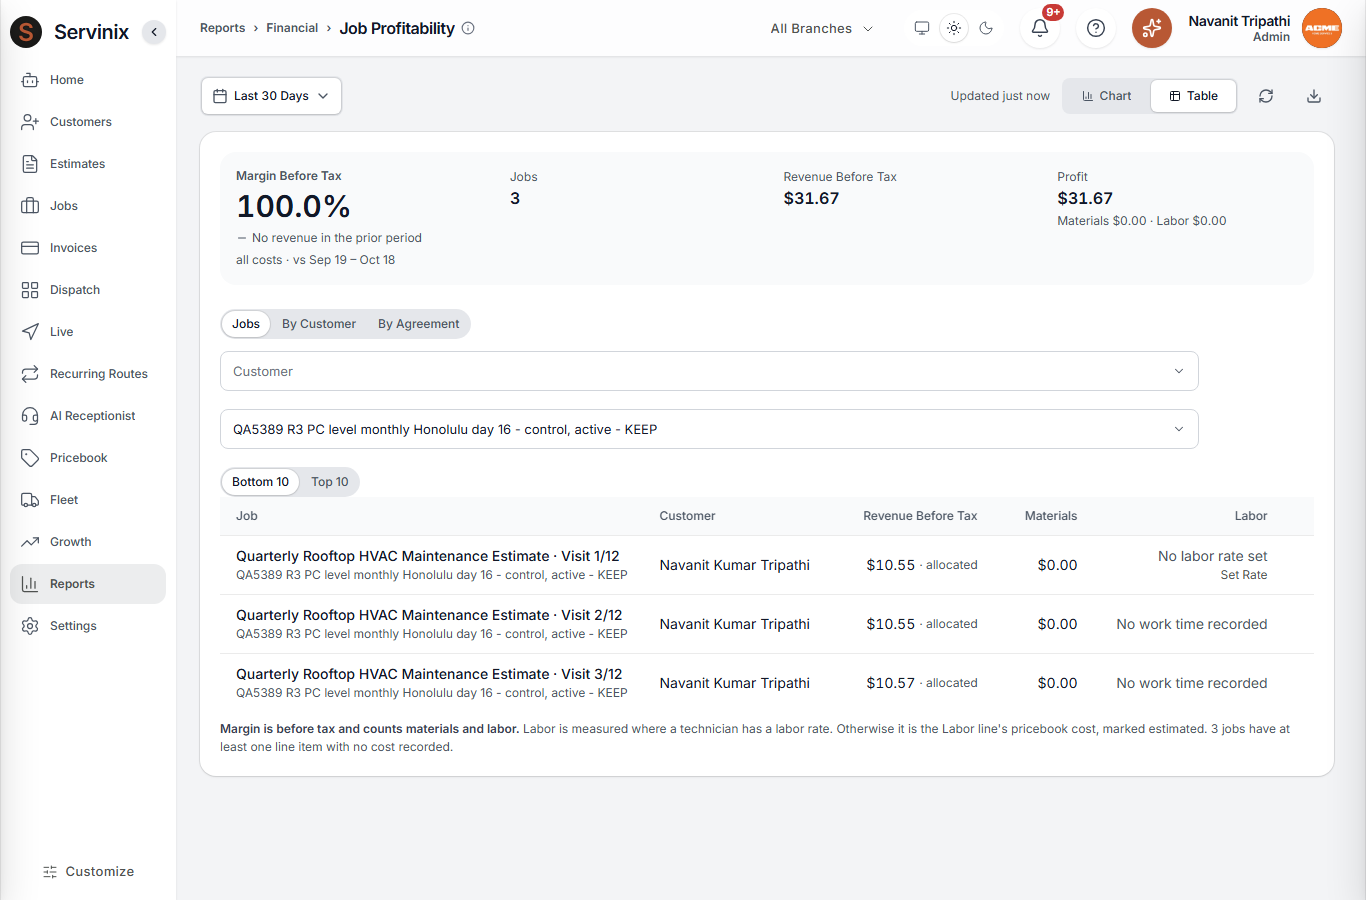 S Servinix
Home
Customers
Estimates
Jobs
Invoices
Dispatch
Live
Recurring Routes
AI Receptionist
Pricebook
Fleet
Growth
Reports
Settings
Customize
Reports › Financial › Job Profitability
All Branches
9+
Navanit Tripathi
Admin
ACME
Last 30 Days
Updated just now
Chart
Table
Margin Before Tax
100.0%
— No revenue in the prior period
all costs · vs Sep 19 – Oct 18
Jobs
3
Revenue Before Tax
$31.67
Profit
$31.67
Materials $0.00 · Labor $0.00
Jobs By Customer By Agreement
Customer
QA5389 R3 PC level monthly Honolulu day 16 - control, active - KEEP
Bottom 10 Top 10
Job Customer Revenue Before Tax Materials Labor
Quarterly Rooftop HVAC Maintenance Estimate · Visit 1/12
QA5389 R3 PC level monthly Honolulu day 16 - control, active - KEEP
Navanit Kumar Tripathi $10.55 · allocated $0.00 No labor rate set
Set Rate
Quarterly Rooftop HVAC Maintenance Estimate · Visit 2/12
QA5389 R3 PC level monthly Honolulu day 16 - control, active - KEEP
Navanit Kumar Tripathi $10.55 · allocated $0.00 No work time recorded
Quarterly Rooftop HVAC Maintenance Estimate · Visit 3/12
QA5389 R3 PC level monthly Honolulu day 16 - control, active - KEEP
Navanit Kumar Tripathi $10.57 · allocated $0.00 No work time recorded
Margin is before tax and counts materials and labor. Labor is measured where a technician has a labor rate. Otherwise it is the Labor line's pricebook cost, marked estimated. 3 jobs have at
least one line item with no cost recorded.